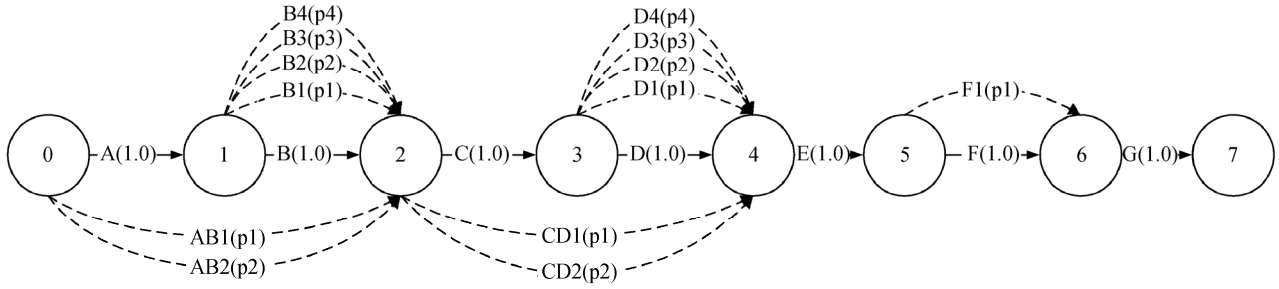 B4(p4)
D4(p4)
B3(p3)
D3(p3)
B2(p2)
D2(p2)
B1(p1)
D1(p1)
F1(p1)
0 A(1.0) 1 B(1.0) 2 C(1.0) 3 D(1.0) 4 E(1.0) 5 F(1.0) 6 G(1.0) 7
AB1(p1)
CD1(p1)
AB2(p2)
CD2(p2)